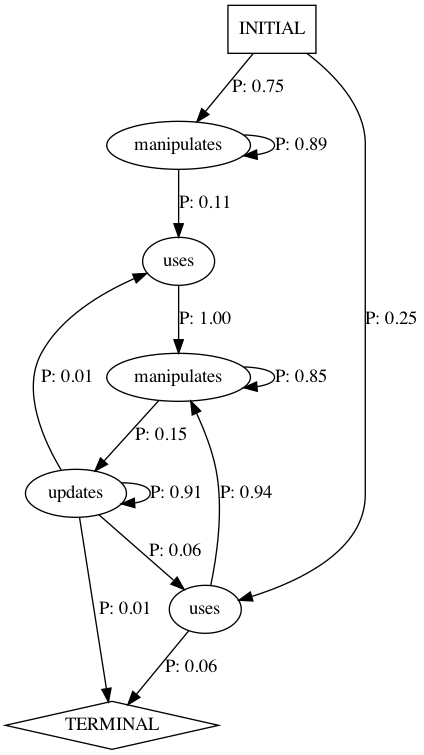 INITIAL
P: 0.75
manipulates
P: 0.89
P: 0.11
uses
P: 1.00
P: 0.25
manipulates
P: 0.85
P: 0.01
P: 0.15
updates
P: 0.91
P: 0.94
P: 0.06
uses
P: 0.01
P: 0.06
TERMINAL